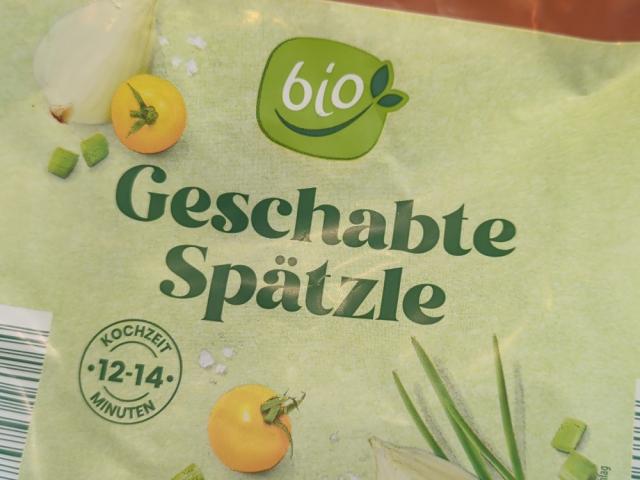 bio
Geschabte
Spätzle
KOCHZEIT
•12-14•
MINUTEN